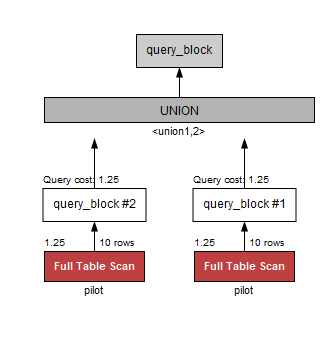 query_block
UNION
<union1,2>
Query cost: 1.25
Query cost: 1.25
query_block #2
query_block #1
1.25
10 rows
1.25
10 rows
Full Table Scan
Full Table Scan
pilot
pilot